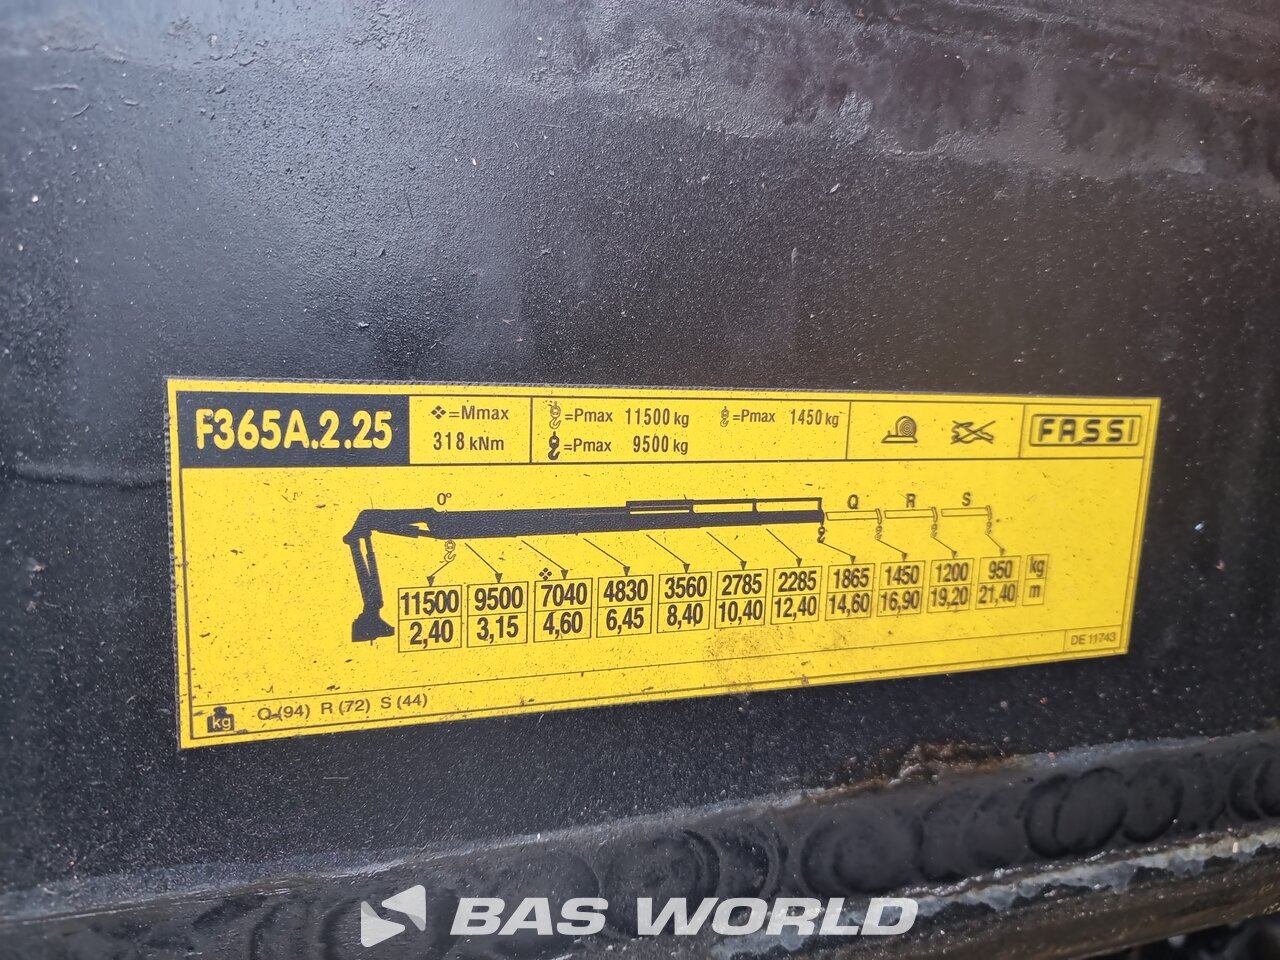 F365A.2.25
❖=Mmax
318 kNm
=Pmax 11500 kg
=Pmax 9500 kg
=Pmax 1450 kg
FASSI
0°
Q R S
11500 9500 7040 4830 3560 2785 2285 1865 1450 1200 950 kg
2,40 3,15 4,60 6,45 8,40 10,40 12,40 14,60 16,90 19,20 21,40 m
DE 11743
kg Q (94) R (72) S (44)
BAS WORLD